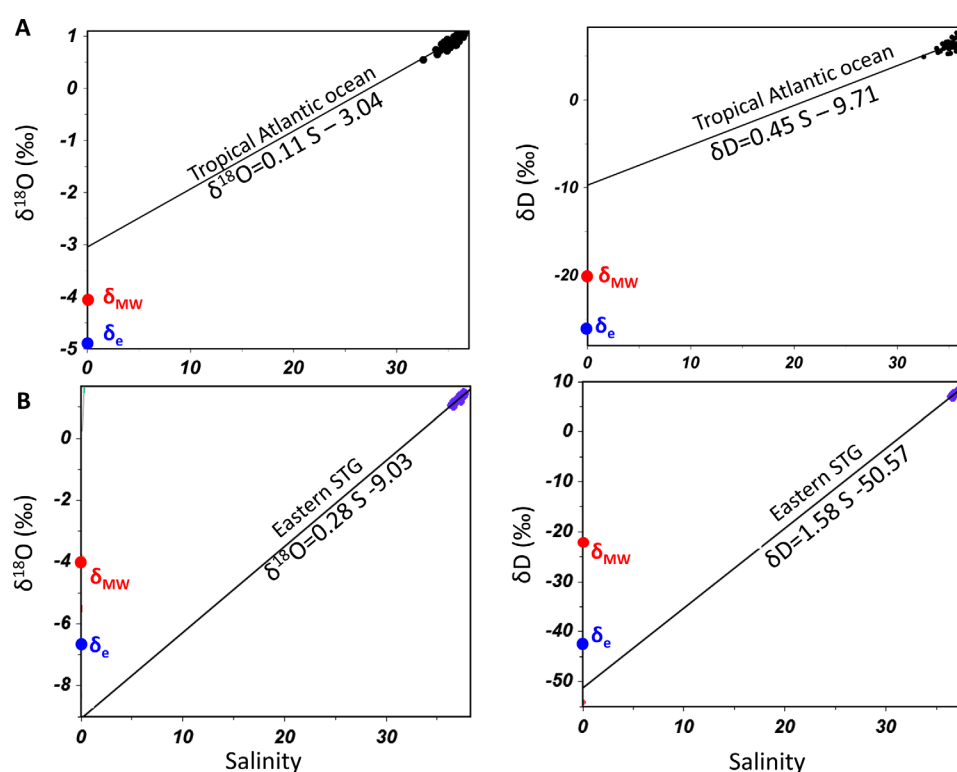 A
δ¹⁸O (‰)
1
0
-1
-2
-3
-4
-5
Tropical Atlantic ocean
δ¹⁸O=0.11 S – 3.04
δMW
δe
0
10
20
30
δD (‰)
0
-10
-20
Tropical Atlantic ocean
δD=0.45 S – 9.71
δMW
δe
0
10
20
30
B
δ¹⁸O (‰)
0
-2
-4
-6
-8
Eastern STG
δ¹⁸O=0.28 S -9.03
δMW
δe
0
10
20
30
Salinity
δD (‰)
10
0
-10
-20
-30
-40
-50
Eastern STG
δD=1.58 S -50.57
δMW
δe
0
10
20
30
Salinity